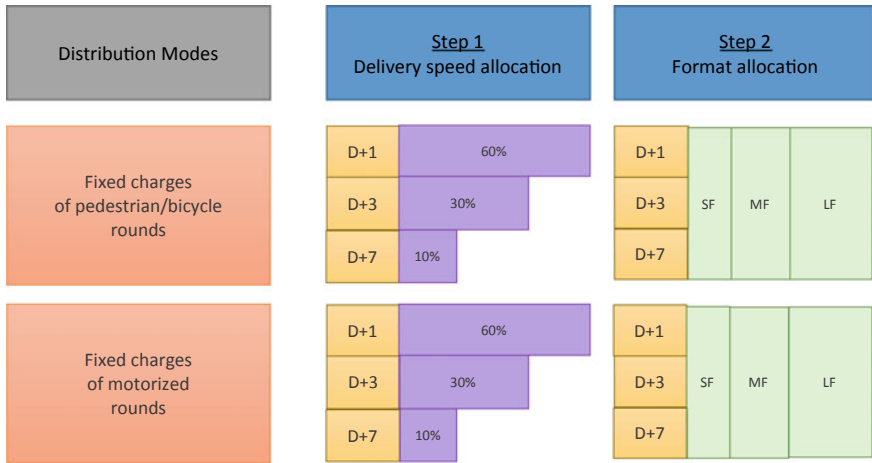 Distribution Modes
Step 1
Delivery speed allocation
Step 2
Format allocation
Fixed charges
of pedestrian/bicycle
rounds
D+1
60%
D+3
30%
D+7
10%
D+1
D+3
D+7
SF
MF
LF
Fixed charges
of motorized
rounds
D+1
60%
D+3
30%
D+7
10%
D+1
D+3
D+7
SF
MF
LF